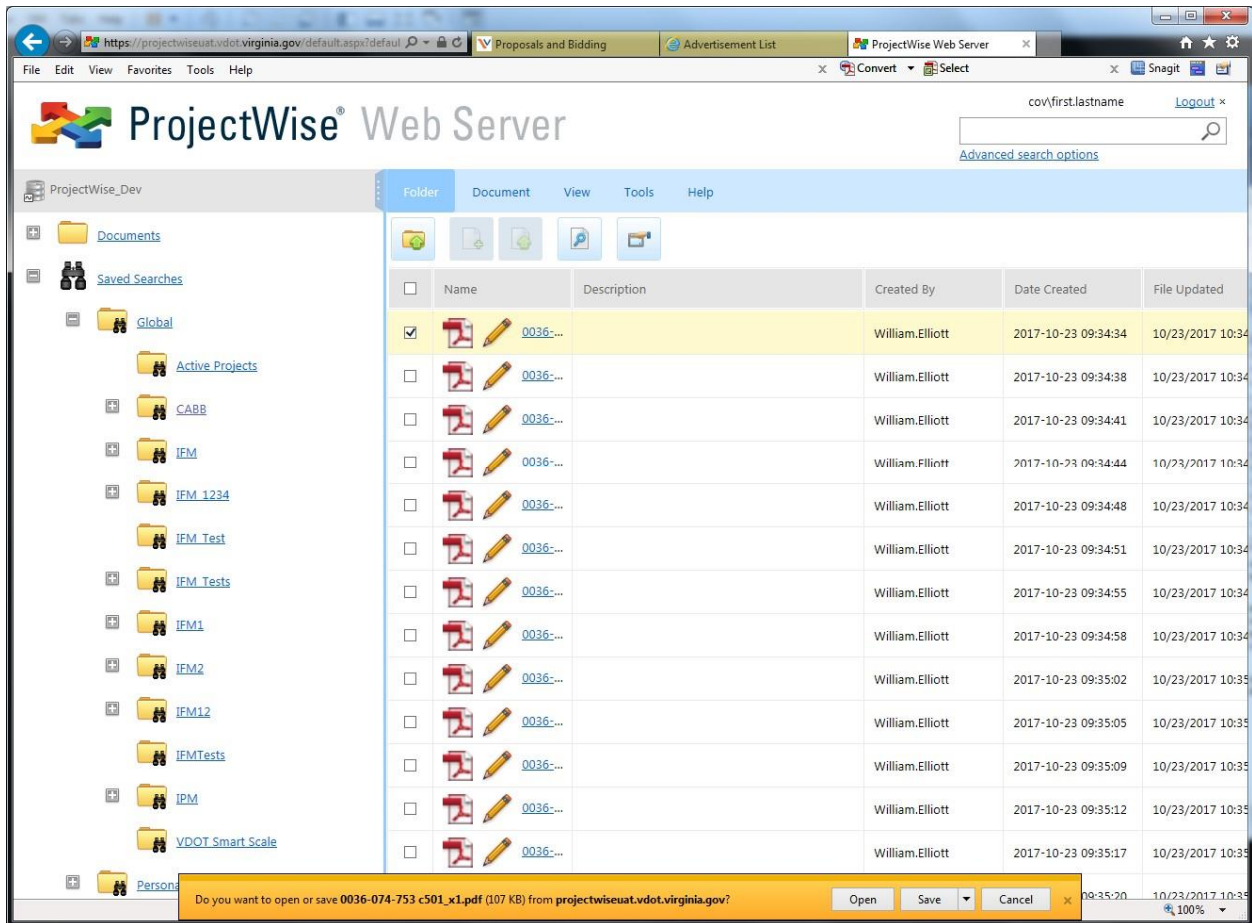 https://projectwiseuat.vdot.virginia.gov/default.aspx?defaul
Proposals and Bidding
Advertisement List
ProjectWise Web Server
File Edit View Favorites Tools Help
x Convert Select
x Snagit
ProjectWise® Web Server
cov\first.lastname
Logout ×
Advanced search options
ProjectWise_Dev
Folder Document View Tools Help
Documents
Saved Searches
Global
Active Projects
CABB
IFM
IFM_1234
IFM_Test
IFM_Tests
IFM1
IFM2
IFM12
IFMTests
IPM
VDOT Smart Scale
Persona
Name Description Created By Date Created File Updated
0036-... William.Elliott 2017-10-23 09:34:34 10/23/2017 10:34
0036-... William.Elliott 2017-10-23 09:34:38 10/23/2017 10:34
0036-... William.Elliott 2017-10-23 09:34:41 10/23/2017 10:34
0036-... William.Elliott 2017-10-23 09:34:44 10/23/2017 10:34
0036-... William.Elliott 2017-10-23 09:34:48 10/23/2017 10:34
0036-... William.Elliott 2017-10-23 09:34:51 10/23/2017 10:34
0036-... William.Elliott 2017-10-23 09:34:55 10/23/2017 10:34
0036-... William.Elliott 2017-10-23 09:34:58 10/23/2017 10:34
0036-... William.Elliott 2017-10-23 09:35:02 10/23/2017 10:35
0036-... William.Elliott 2017-10-23 09:35:05 10/23/2017 10:35
0036-... William.Elliott 2017-10-23 09:35:09 10/23/2017 10:35
0036-... William.Elliott 2017-10-23 09:35:12 10/23/2017 10:35
0036-... William.Elliott 2017-10-23 09:35:17 10/23/2017 10:35
09:35:20 10/23/2017 10:35
Do you want to open or save 0036-074-753 c501_x1.pdf (107 KB) from projectwiseuat.vdot.virginia.gov?
Open Save Cancel ×
100%